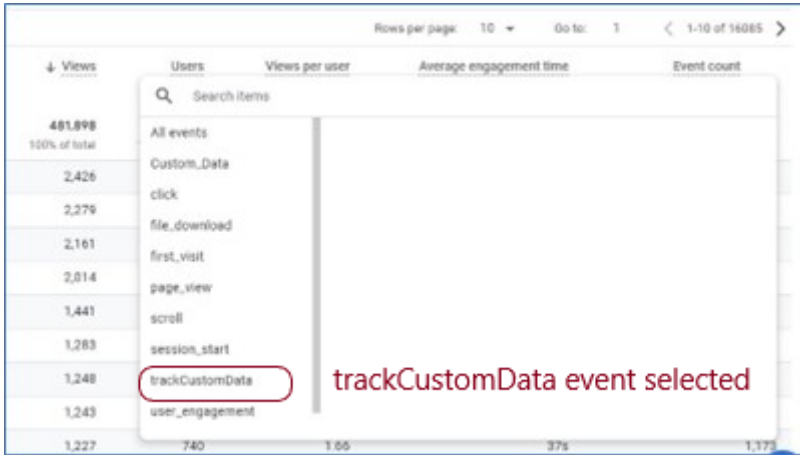 Rows per page: 10 Go to: 1 1-10 of 16085
Views Users Views per user Average engagement time Event count
Search items
481,898
100% of total
All events
Custom_Data
2,426
click
2,279
file_download
2,161
first_visit
2,014
page_view
1,441
scroll
1,283
session_start
1,248 trackCustomData trackCustomData event selected
1,243 user_engagement
1,227 740 1.66 37s 1,173